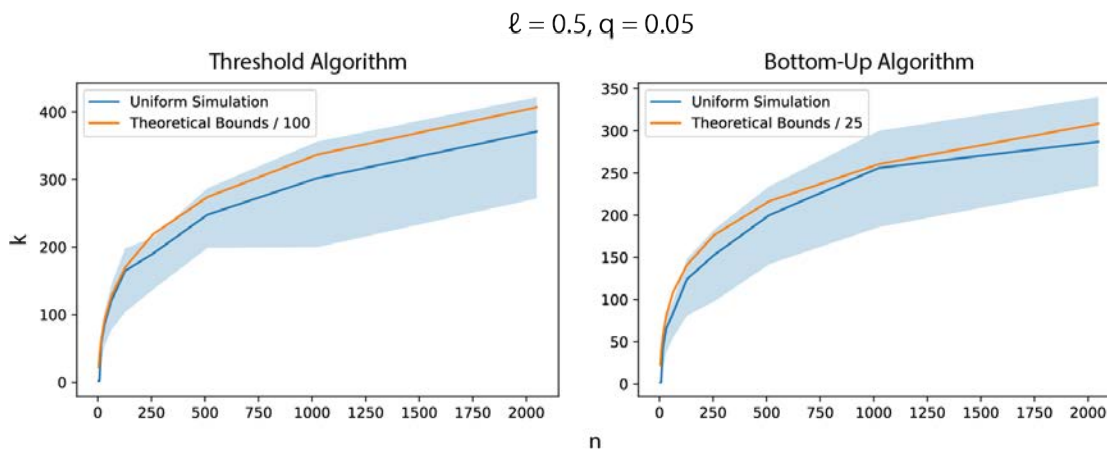 ℓ = 0.5, q = 0.05
Threshold Algorithm
Uniform Simulation
Theoretical Bounds / 100
400
300
200
100
0
k
0 250 500 750 1000 1250 1500 1750 2000
Bottom-Up Algorithm
Uniform Simulation
Theoretical Bounds / 25
350
300
250
200
150
100
50
0
0 250 500 750 1000 1250 1500 1750 2000
n